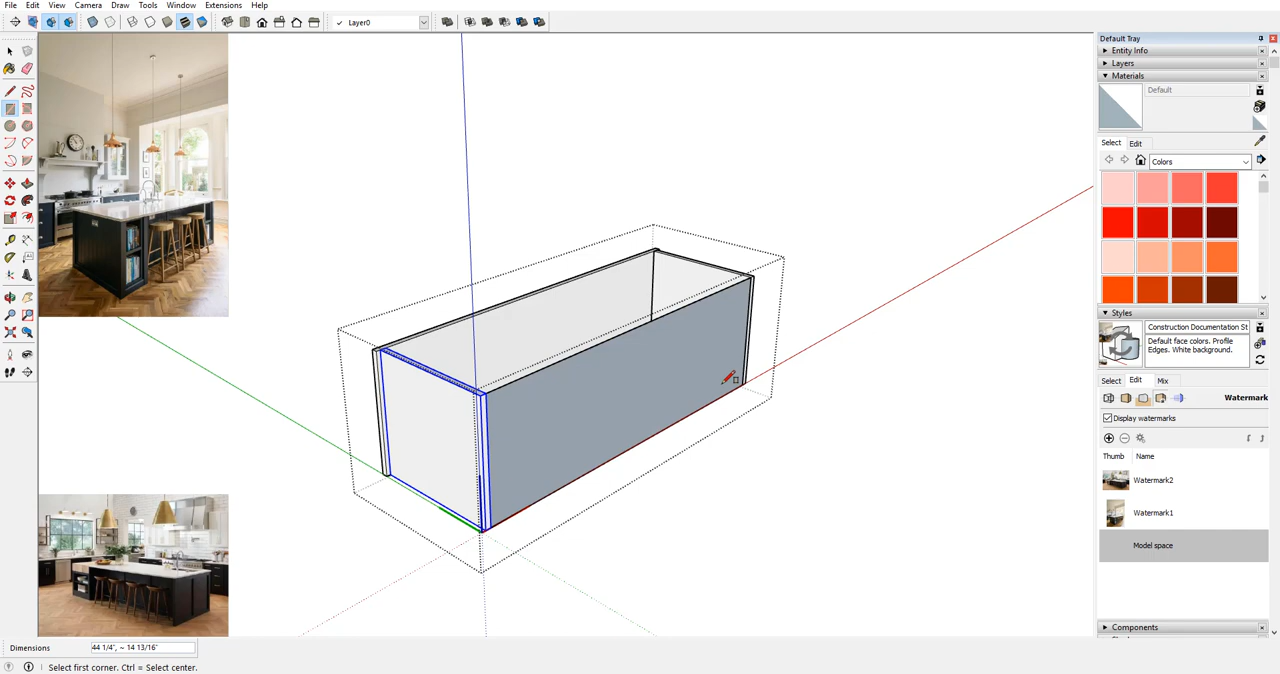 File Edit View Camera Draw Tools Window Extensions Help
✓ Layer0
Default Tray
Entity Info
Layers
Materials
Default
Select Edit
Colors
Styles
Construction Documentation St
Default face colors. Profile
Edges. White background.
Select Edit Mix
Watermark
Display watermarks
Thumb Name
Watermark2
Watermark1
Model space
Components
Dimensions 44 1/4", ~ 14 13/16"
Select first corner. Ctrl = Select center.